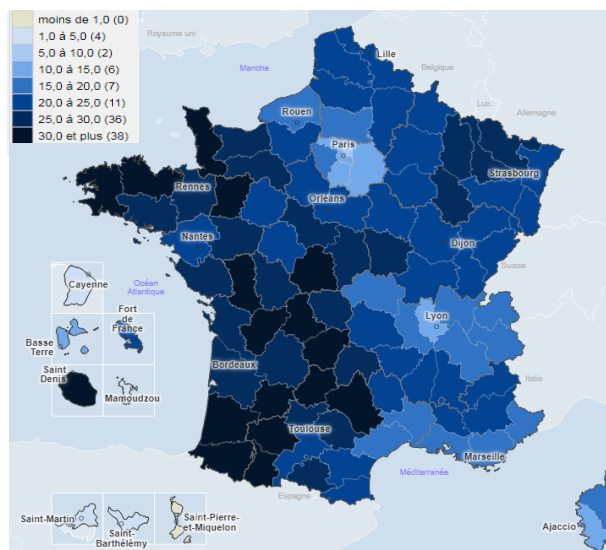 moins de 1,0 (0)
1,0 à 5,0 (4)
5,0 à 10,0 (2)
10,0 à 15,0 (6)
15,0 à 20,0 (7)
20,0 à 25,0 (11)
25,0 à 30,0 (36)
30,0 et plus (38)
Royaume uni
Lille
Manche
Belgique
Rouen
Lux.
Allemagne
Paris
Strasbourg
Rennes
Orléans
Nantes
Dijon
Suisse
Océan
Atlantique
Cayenne
Fort
de
France
Lyon
Basse
Terre
Saint
Denis
Bordeaux
Italie
Mamoudzou
Toulouse
Marseille
Méditerranée
Espagne
Saint-Martin
Saint-
Barthélémy
Saint-Pierre
-et-Miquelon
Ajaccio